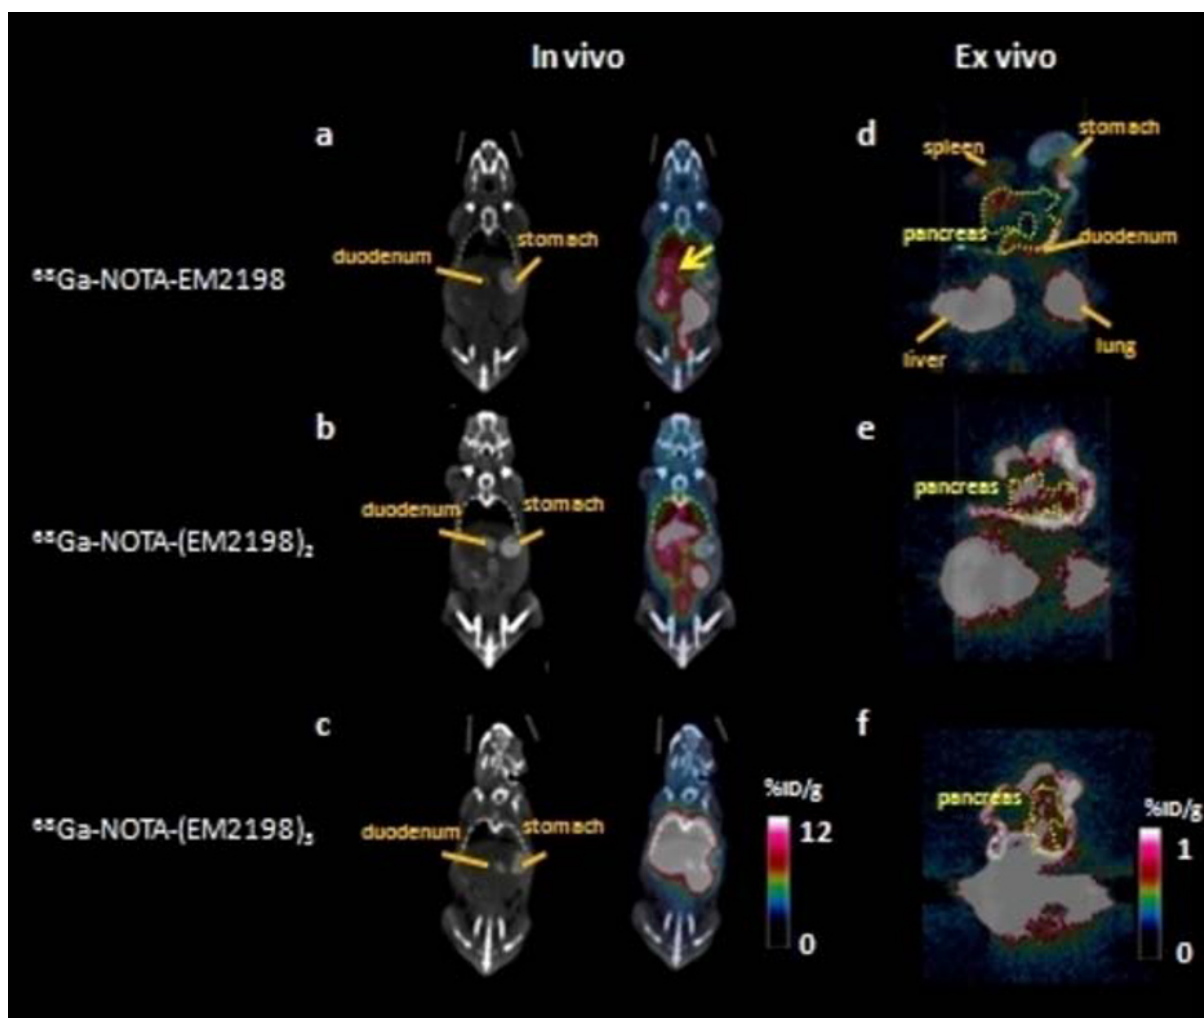 In vivo
Ex vivo
a
d
spleen
stomach
duodenum
stomach
pancreas
duodenum
⁶⁸Ga-NOTA-EM2198
liver
lung
b
e
duodenum
stomach
pancreas
⁶⁸Ga-NOTA-(EM2198)₂
c
f
duodenum
stomach
pancreas
⁶⁸Ga-NOTA-(EM2198)₃
%ID/g
12
0
%ID/g
1
0